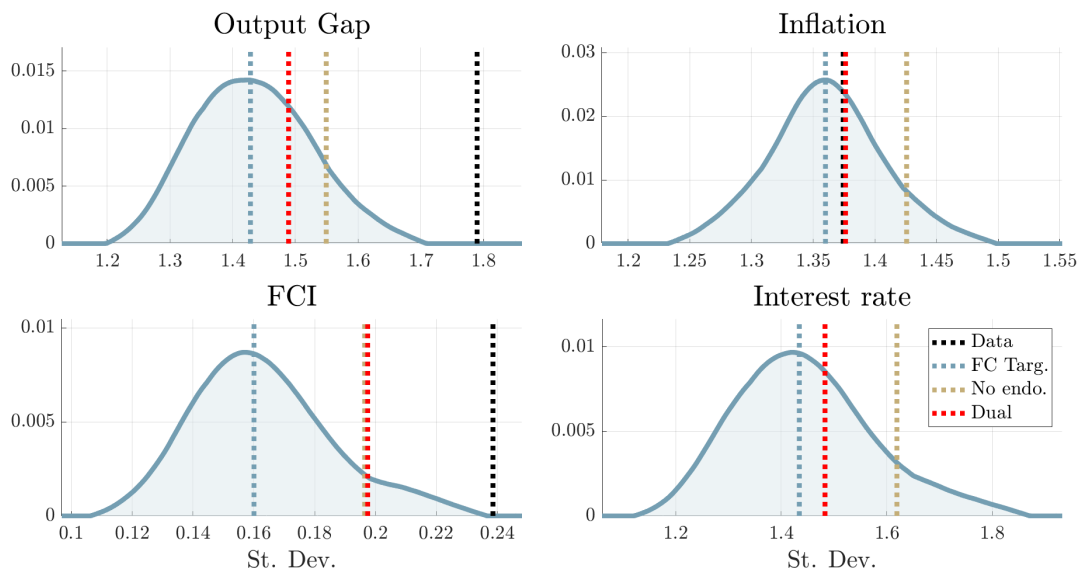 Output Gap
0.015
0.01
0.005
0
1.2 1.3 1.4 1.5 1.6 1.7 1.8
Inflation
0.03
0.02
0.01
0
1.2 1.25 1.3 1.35 1.4 1.45 1.5 1.55
FCI
0.01
0.005
0
0.1 0.12 0.14 0.16 0.18 0.2 0.22 0.24
St. Dev.
Interest rate
0.01
0.005
0
1.2 1.4 1.6 1.8
St. Dev.
Data
FC Targ.
No endo.
Dual